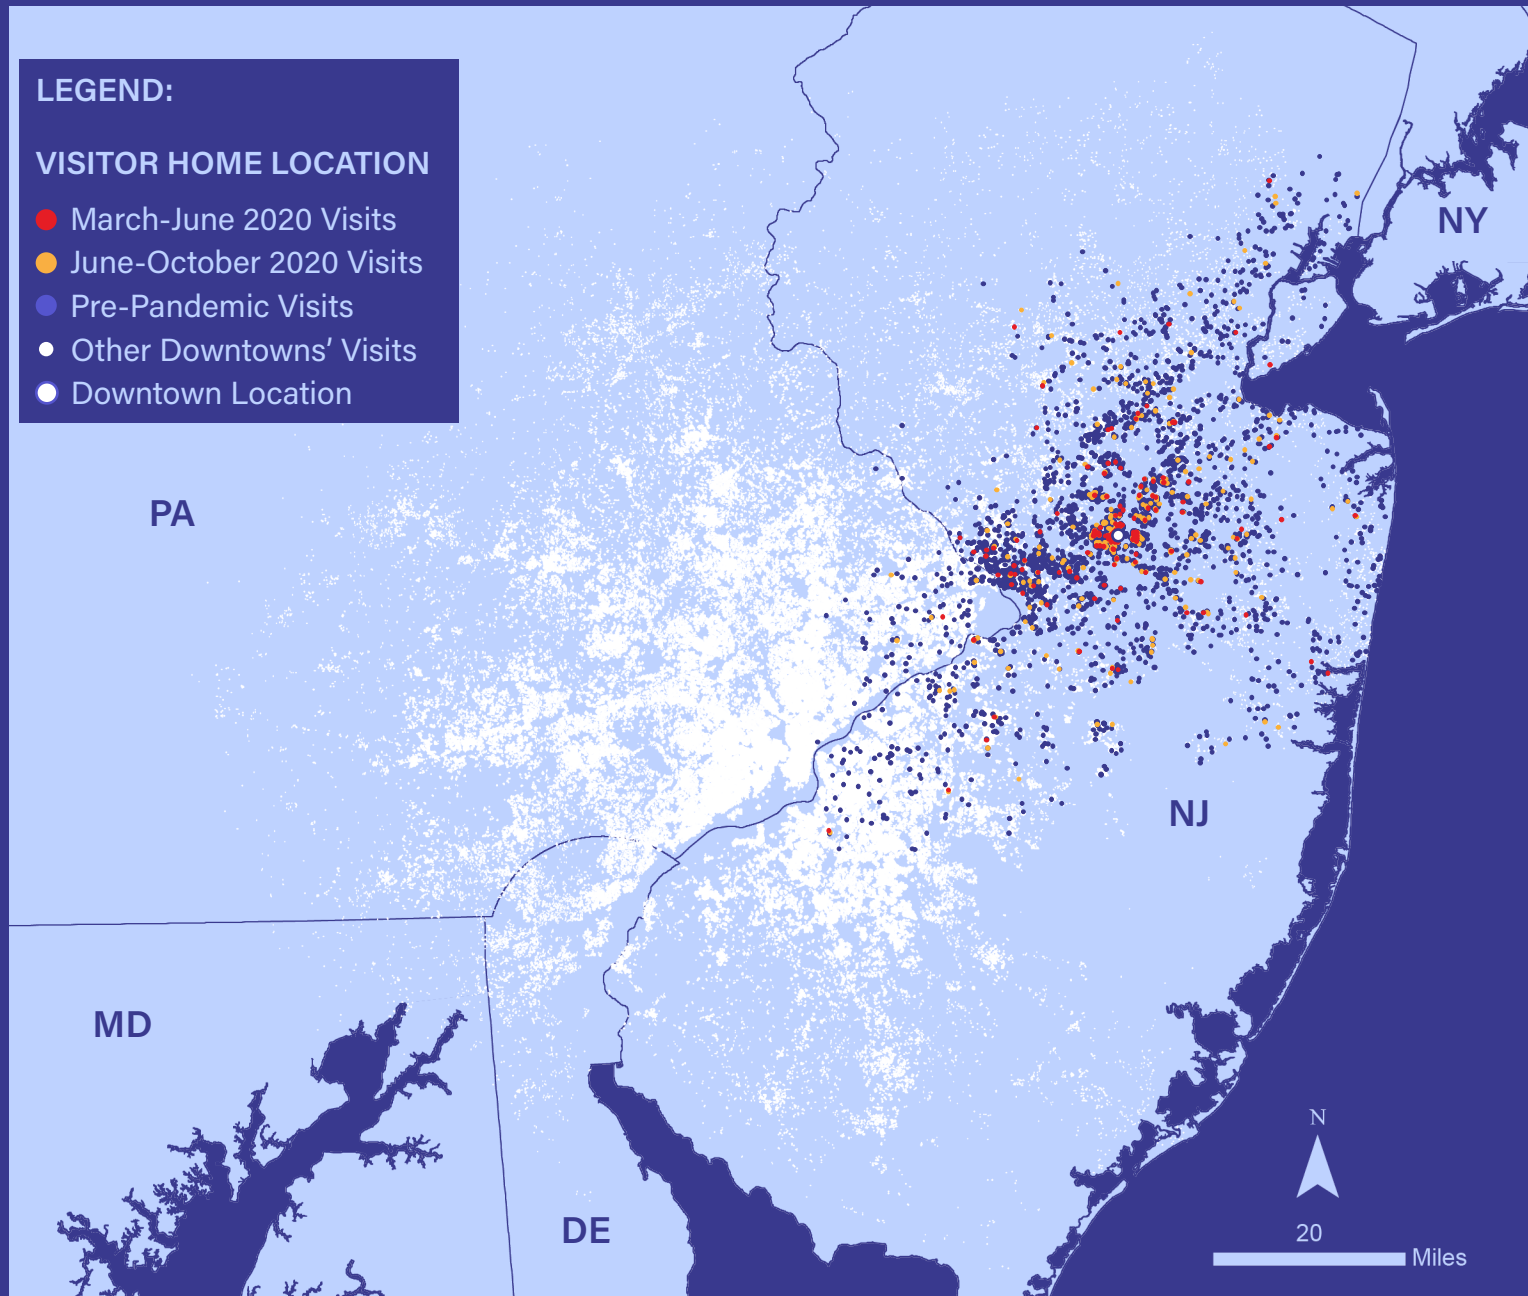 LEGEND:
VISITOR HOME LOCATION
March-June 2020 Visits
June-October 2020 Visits
Pre-Pandemic Visits
Other Downtowns’ Visits
Downtown Location
NY
PA
NJ
MD
DE
N
20
Miles